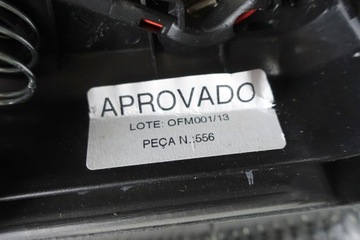 APROVADO
LOTE: OFM001/13
PEÇA N.:556